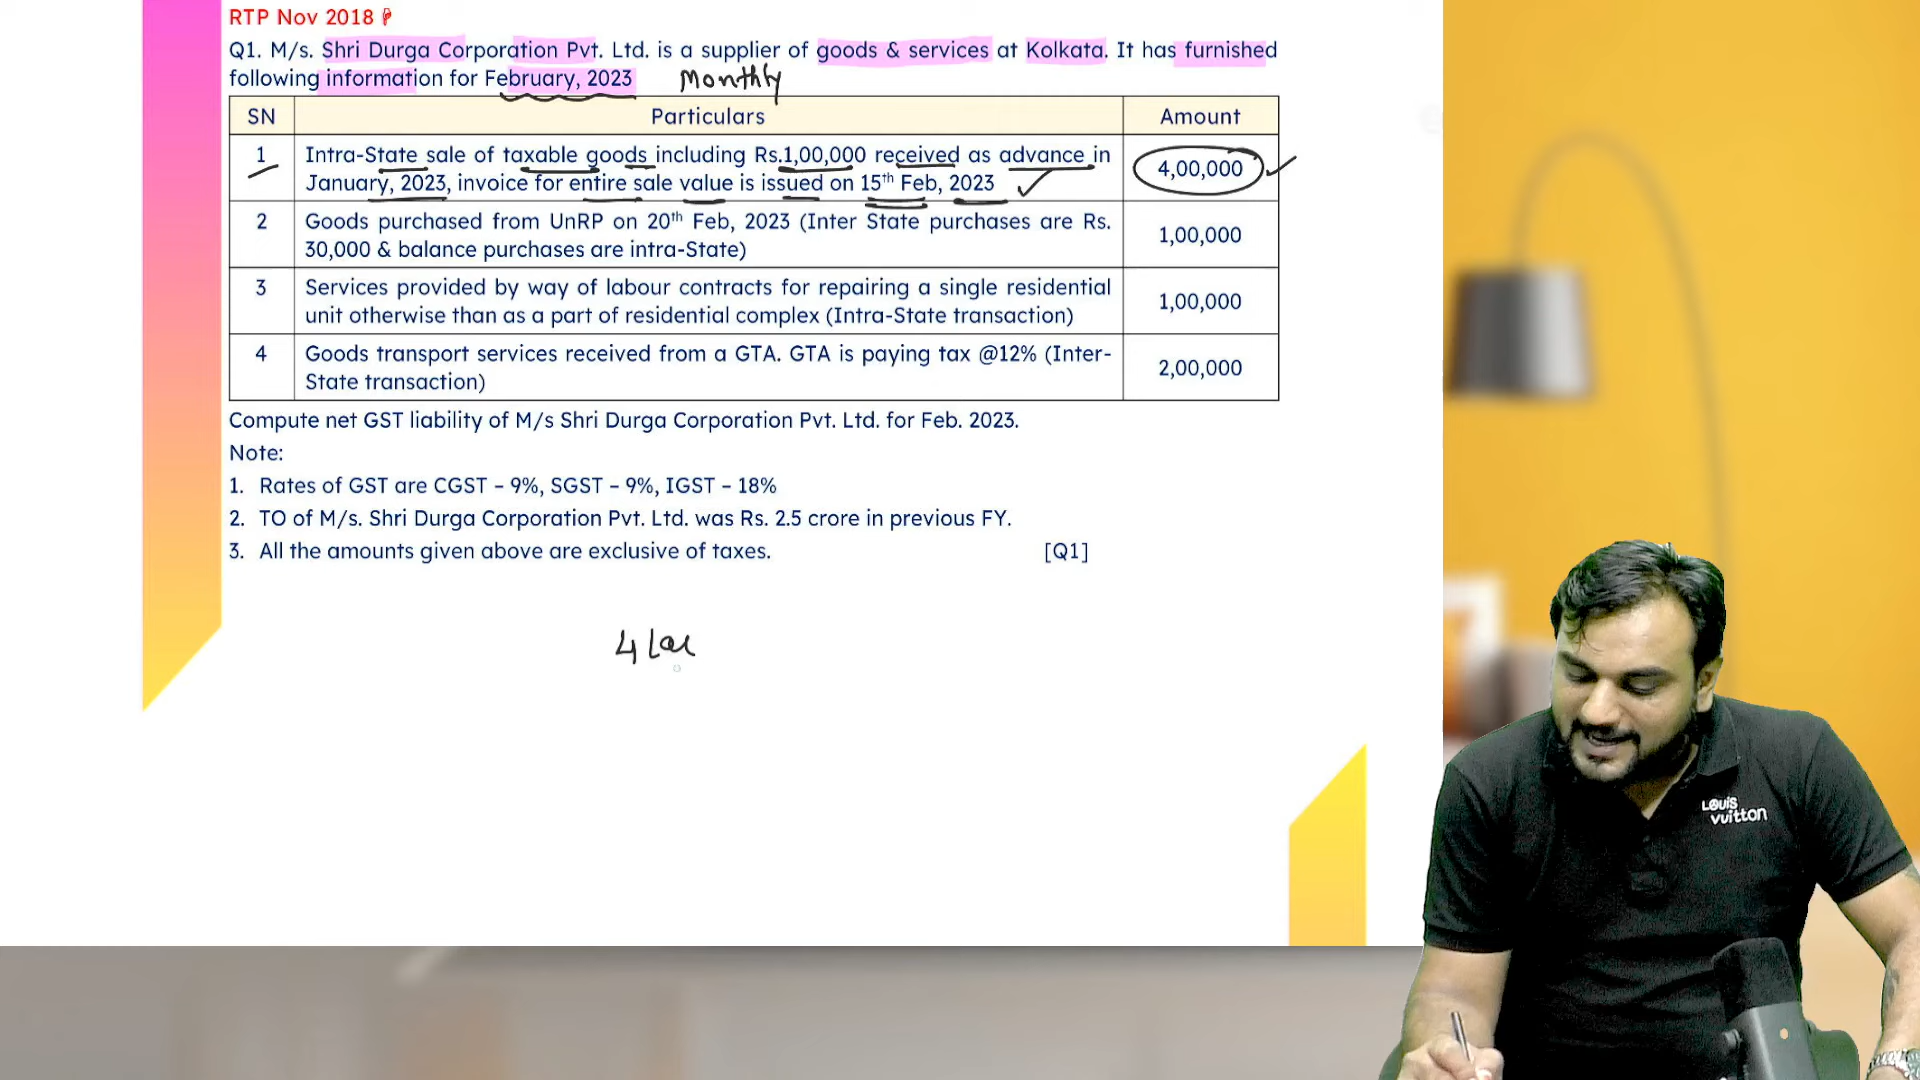 RTP Nov 2018
Q1. M/s. Shri Durga Corporation Pvt. Ltd. is a supplier of goods & services at Kolkata. It has furnished
following information for February, 2023 Monthly
SN Particulars Amount
1 Intra-State sale of taxable goods including Rs.1,00,000 received as advance in
January, 2023, invoice for entire sale value is issued on 15th Feb, 2023 4,00,000
2 Goods purchased from UnRP on 20th Feb, 2023 (Inter State purchases are Rs.
30,000 & balance purchases are intra-State) 1,00,000
3 Services provided by way of labour contracts for repairing a single residential
unit otherwise than as a part of residential complex (Intra-State transaction) 1,00,000
4 Goods transport services received from a GTA. GTA is paying tax @12% (Inter-
State transaction) 2,00,000
Compute net GST liability of M/s Shri Durga Corporation Pvt. Ltd. for Feb. 2023.
Note:
1. Rates of GST are CGST – 9%, SGST – 9%, IGST – 18%
2. TO of M/s. Shri Durga Corporation Pvt. Ltd. was Rs. 2.5 crore in previous FY.
3. All the amounts given above are exclusive of taxes. [Q1]
4
Louis
Vuitton